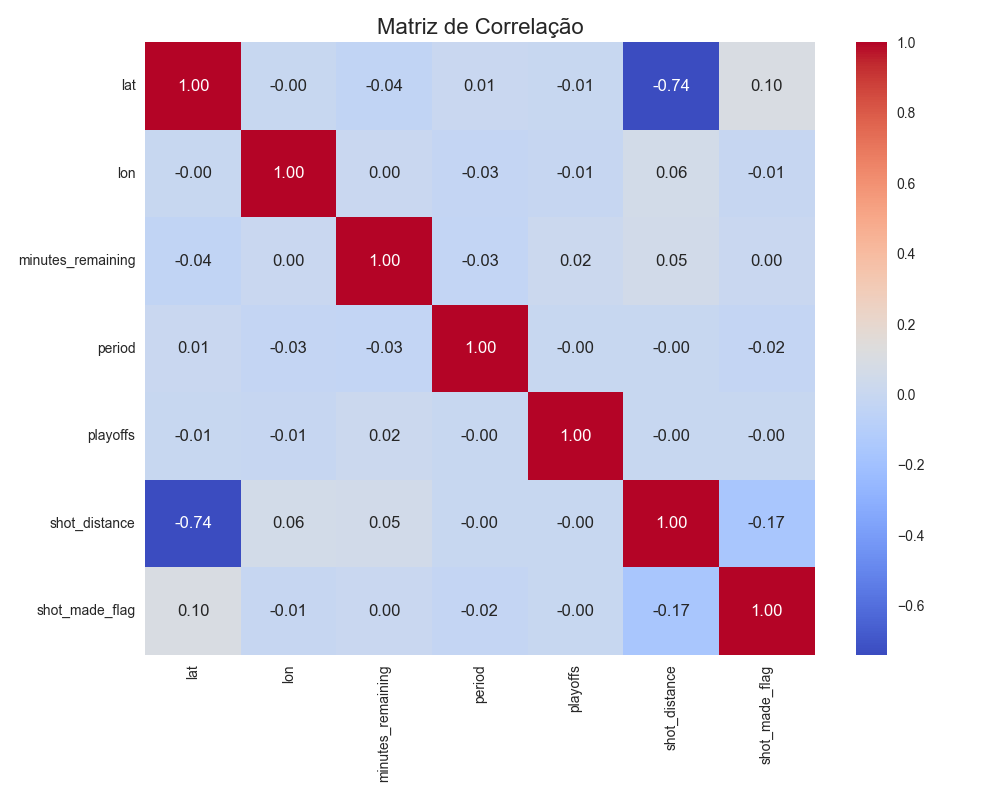 Matriz de Correlação
lat 1.00 -0.00 -0.04 0.01 -0.01 -0.74 0.10
lon -0.00 1.00 0.00 -0.03 -0.01 0.06 -0.01
minutes_remaining -0.04 0.00 1.00 -0.03 0.02 0.05 0.00
period 0.01 -0.03 -0.03 1.00 -0.00 -0.00 -0.02
playoffs -0.01 -0.01 0.02 -0.00 1.00 -0.00 -0.00
shot_distance -0.74 0.06 0.05 -0.00 -0.00 1.00 -0.17
shot_made_flag 0.10 -0.01 0.00 -0.02 -0.00 -0.17 1.00
lat lon minutes_remaining period playoffs shot_distance shot_made_flag
1.0
0.8
0.6
0.4
0.2
0.0
−0.2
−0.4
−0.6